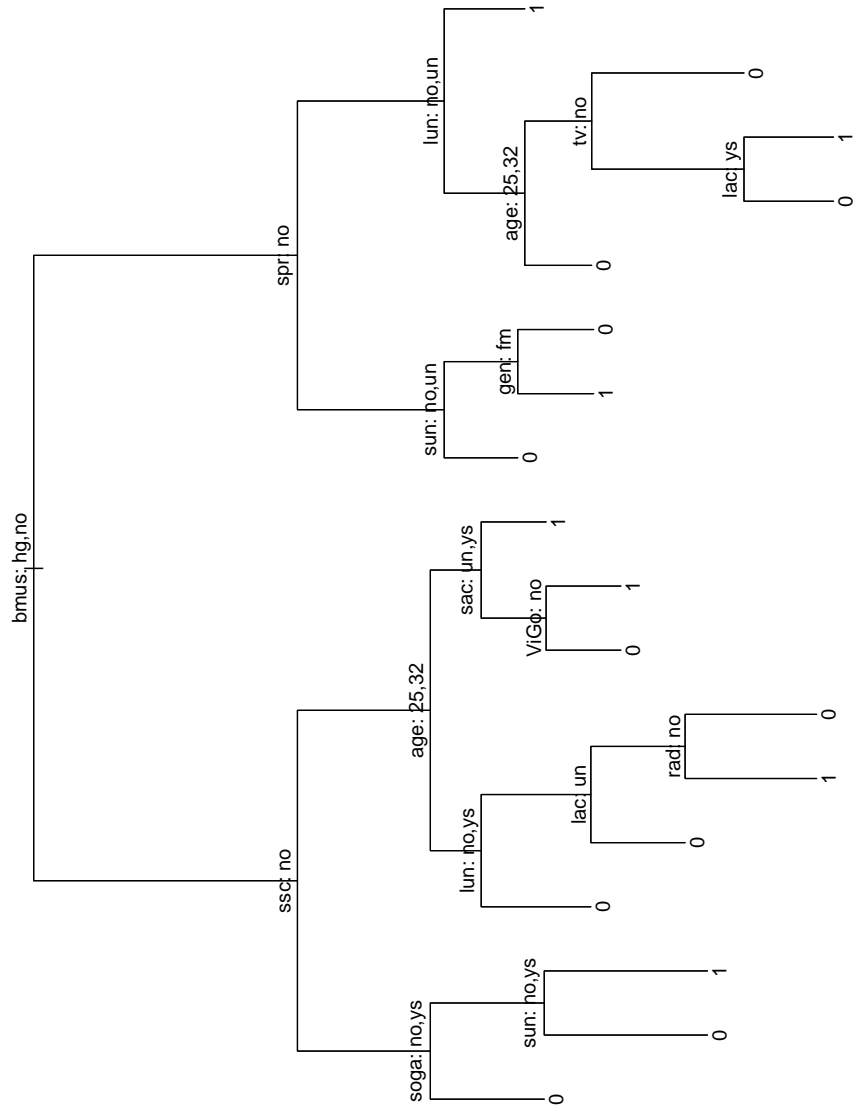 bmus: hg,no
ssc: no
spr: no
soga: no,ys
age: 25,32
sun: no,un
lun: no,un
lun: no,ys
sac: un,ys
gen: fm
age: 25,32
sun: no,ys
ViGo: no
0
1
0
1
lac: un
tv: no
0
1
0
0
0
1
rad: no
0
0
1
lac: ys
0
1
0
0
1